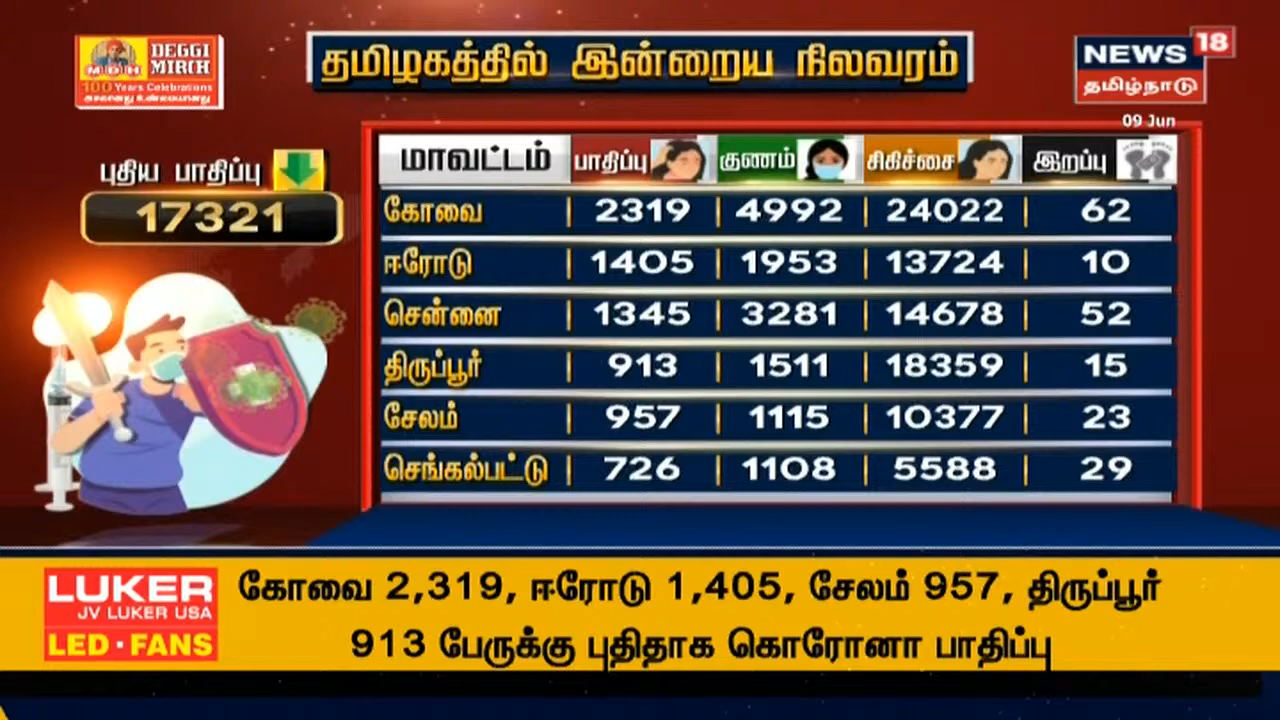 MDH
DEGGI
MIRCH
100 Years Celebrations
தமிழகத்தில் இன்றைய நிலவரம்
NEWS 18
தமிழ்நாடு
09 Jun
புதிய பாதிப்பு
17321
மாவட்டம் பாதிப்பு குணம் சிகிச்சை இறப்பு
கோவை 2319 4992 24022 62
ஈரோடு 1405 1953 13724 10
சென்னை 1345 3281 14678 52
திருப்பூர் 913 1511 18359 15
சேலம் 957 1115 10377 23
செங்கல்பட்டு 726 1108 5588 29
LUKER
JV LUKER USA
LED · FANS
கோவை 2,319, ஈரோடு 1,405, சேலம் 957, திருப்பூர்
913 பேருக்கு புதிதாக கொரோனா பாதிப்பு